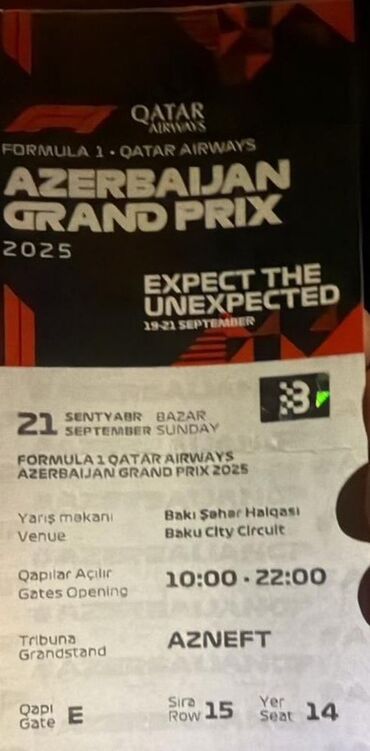 QATAR
AIRWAYS
FORMULA 1 • QATAR AIRWAYS
AZERBAIJAN
GRAND PRIX
2025
EXPECT THE
UNEXPECTED
19-21 SEPTEMBER
21 SENTYABR BAZAR
SEPTEMBER SUNDAY
FORMULA 1 QATAR AIRWAYS
AZERBAIJAN GRAND PRIX 2025
Yarış məkanı Bakı Şəhər Halqası
Venue Baku City Circuit
Qapılar Açılır 10:00 - 22:00
Gates Opening
Tribuna AZNEFT
Grandstand
Qapı E Sıra 15 Yer 14
Gate Row Seat